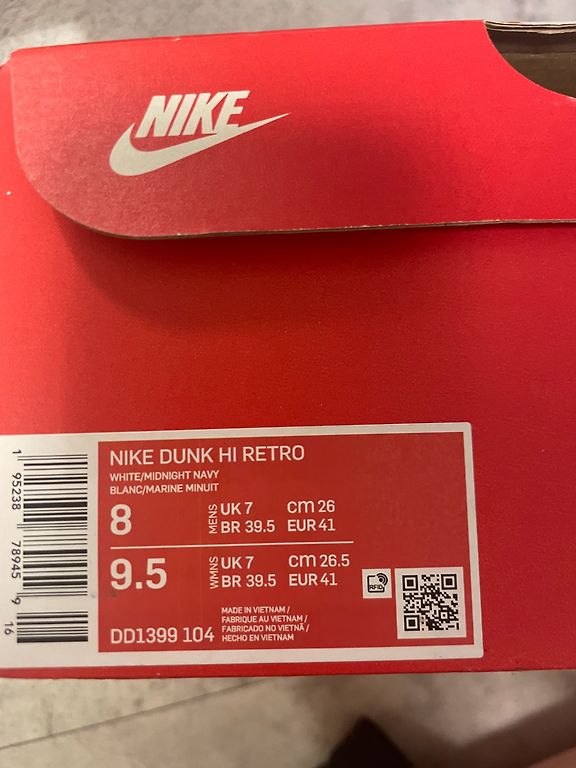 NIKE
NIKE DUNK HI RETRO
WHITE/MIDNIGHT NAVY
BLANC/MARINE MINUIT
8 MENS UK 7 cm 26
BR 39.5 EUR 41
9.5 WMNS UK 7 cm 26.5
BR 39.5 EUR 41
RFID
DD1399 104
MADE IN VIETNAM /
FABRIQUE AU VIETNAM /
FABRICADO NO VIETNÃ /
HECHO EN VIETNAM
1 95238 78945 9 16